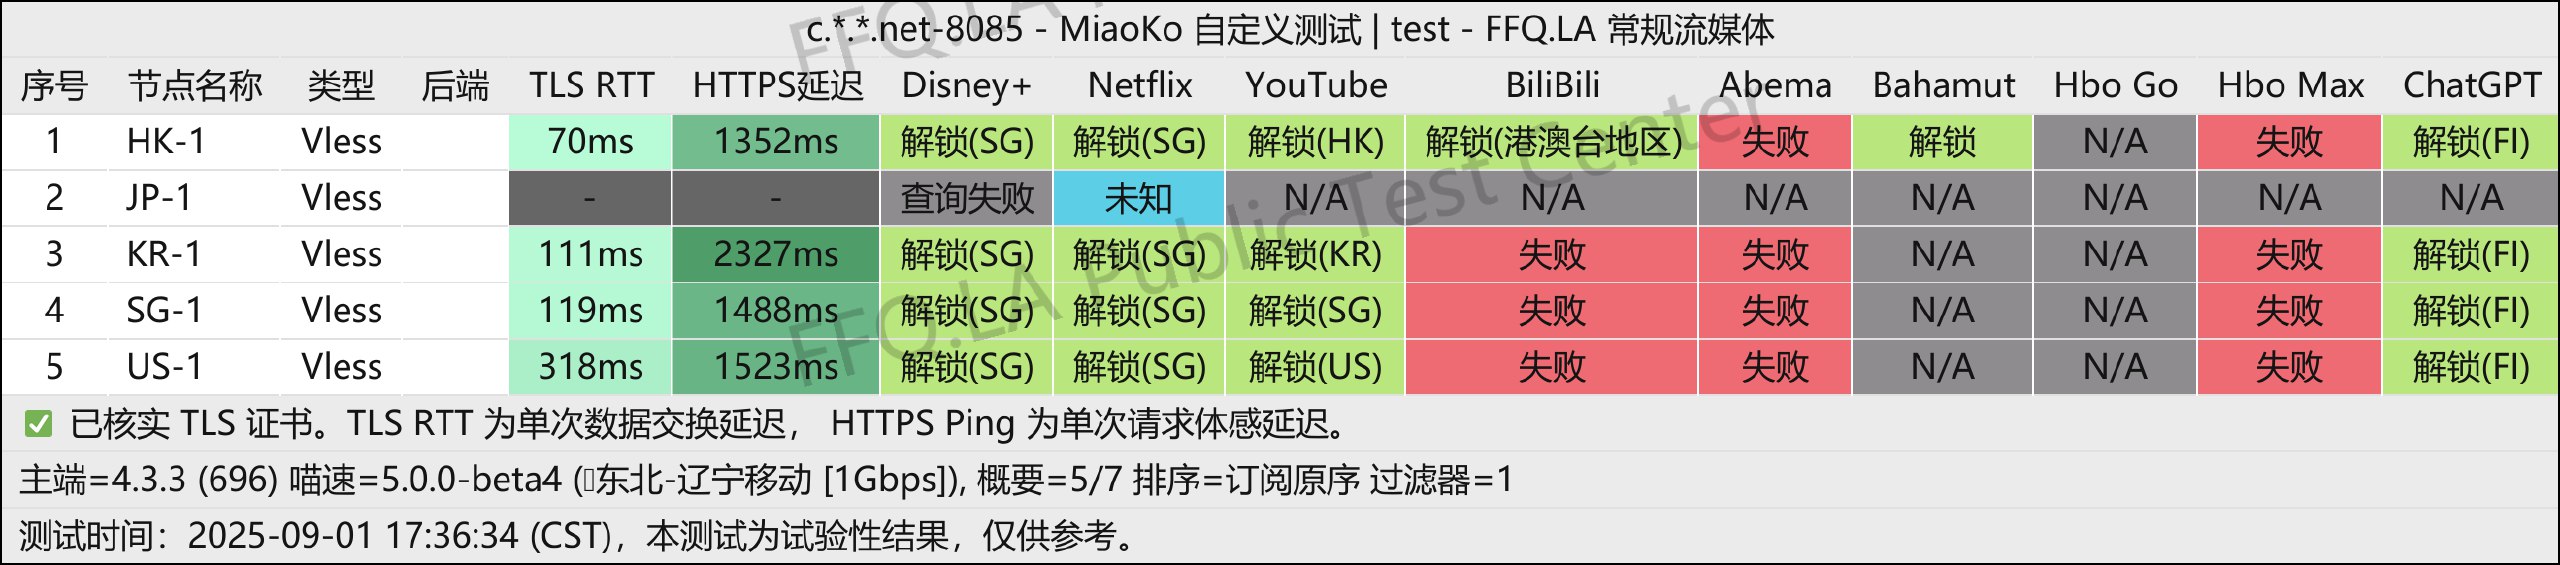 c.*.*.net-8085 - MiaoKo 自定义测试 | test - FFQ.LA 常规流媒体
序号 节点名称 类型 后端 TLS RTT HTTPS延迟 Disney+ Netflix YouTube BiliBili Abema Bahamut Hbo Go Hbo Max ChatGPT
1 HK-1 Vless 70ms 1352ms 解锁(SG) 解锁(SG) 解锁(HK) 解锁(港澳台地区) 失败 解锁 N/A 失败 解锁(FI)
2 JP-1 Vless - - 查询失败 未知 N/A N/A N/A N/A N/A N/A N/A
3 KR-1 Vless 111ms 2327ms 解锁(SG) 解锁(SG) 解锁(KR) 失败 失败 N/A N/A 失败 解锁(FI)
4 SG-1 Vless 119ms 1488ms 解锁(SG) 解锁(SG) 解锁(SG) 失败 失败 N/A N/A 失败 解锁(FI)
5 US-1 Vless 318ms 1523ms 解锁(SG) 解锁(SG) 解锁(US) 失败 失败 N/A N/A 失败 解锁(FI)
✅ 已核实 TLS 证书。TLS RTT 为单次数据交换延迟， HTTPS Ping 为单次请求体感延迟。
主端=4.3.3 (696) 喵速=5.0.0-beta4 (东北-辽宁移动 [1Gbps]), 概要=5/7 排序=订阅原序 过滤器=1
测试时间：2025-09-01 17:36:34 (CST)，本测试为试验性结果，仅供参考。
FFQ.LA Public Test Center